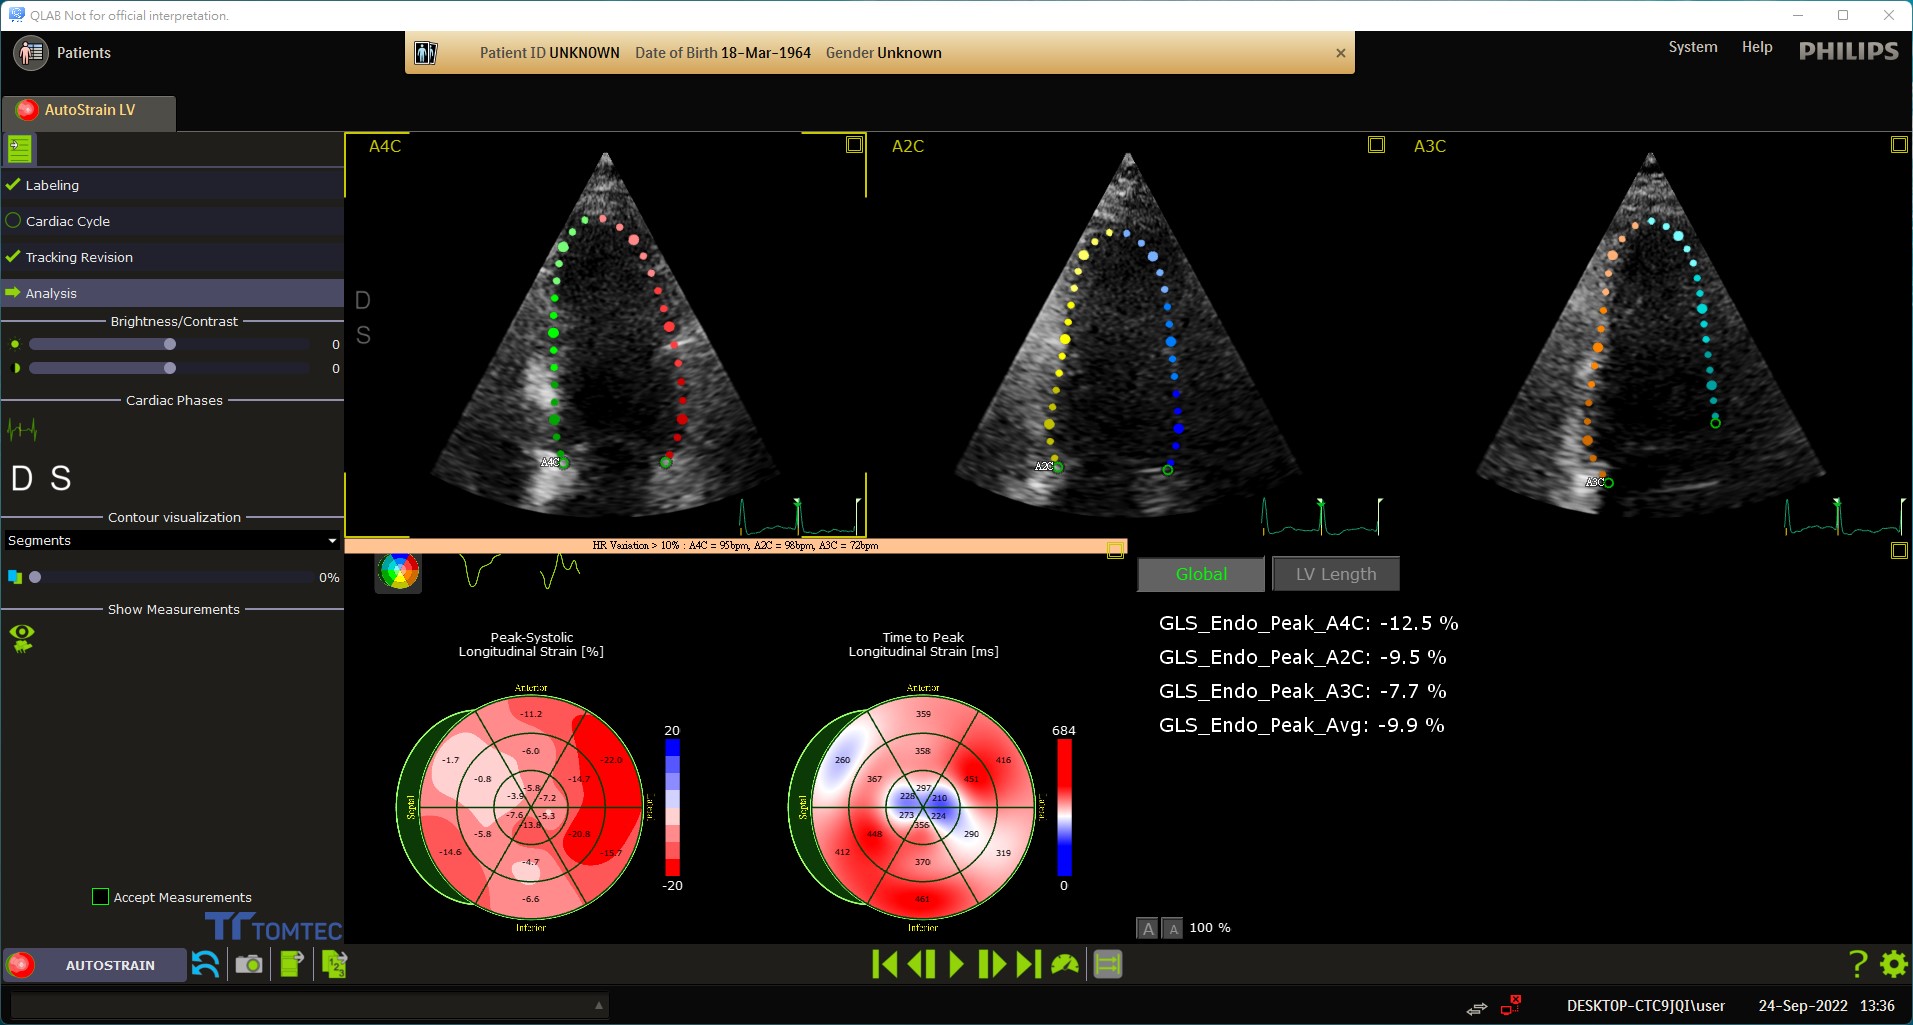 QLAB Not for official interpretation.
Patients
Patient ID UNKNOWN Date of Birth 18-Mar-1964 Gender Unknown
System Help PHILIPS
AutoStrain LV
Labeling
Cardiac Cycle
Tracking Revision
Analysis
Brightness/Contrast
0
0
Cardiac Phases
D S
Contour visualization
Segments
0%
Show Measurements
Accept Measurements
TOMTEC
A4C
D
S
A4C
A2C
A2C
A3C
A3C
HR Variation > 10% : A4C = 95bpm, A2C = 98bpm, A3C = 72bpm
Peak-Systolic
Longitudinal Strain [%]
Anterior
-11.2
-1.7 -6.0 -22.0
-0.8 -14.7
-5.8
-3.9 -7.2
Septal
-7.6 -5.3
-13.8
-5.8 -20.8
-14.6 -4.7 -15.7
-6.6
Inferior
20
-20
Time to Peak
Longitudinal Strain [ms]
Anterior
359
260 358 416
367 451
297
228 210
Septal
273 224
356
448 290
412 370 319
461
Inferior
684
0
Global LV Length
GLS_Endo_Peak_A4C: -12.5 %
GLS_Endo_Peak_A2C: -9.5 %
GLS_Endo_Peak_A3C: -7.7 %
GLS_Endo_Peak_Avg: -9.9 %
A A 100 %
AUTOSTRAIN
123
?
DESKTOP-CTC9JQI\user 24-Sep-2022 13:36